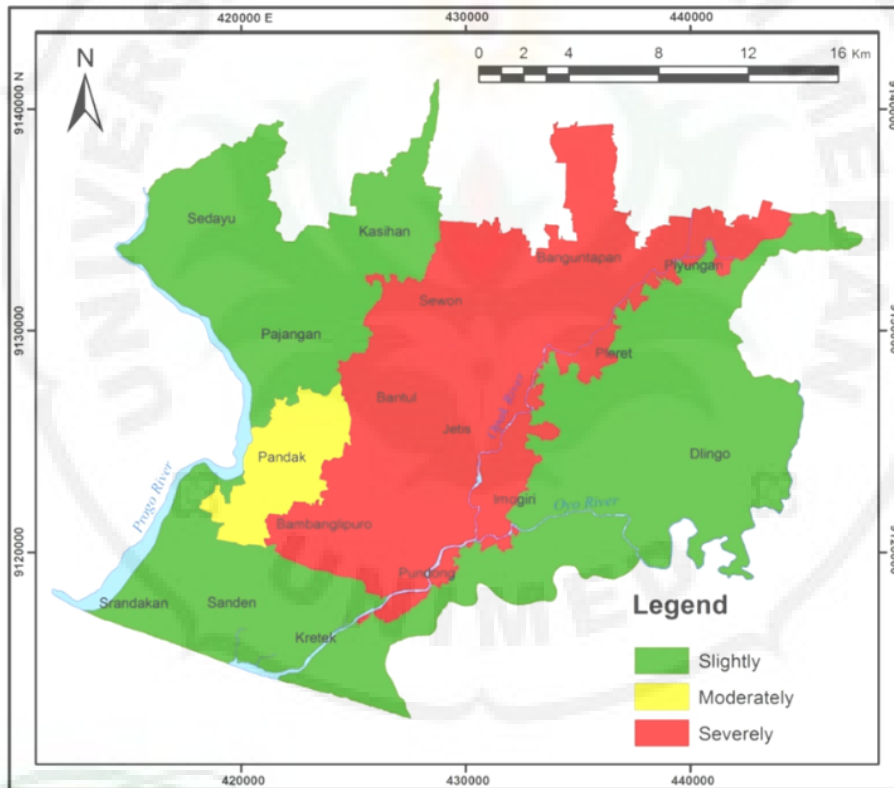 420000 E
430000
440000
N
0 2 4 8 12 16 Km
9140000 N
9140000
Sedayu
Kasihan
Banguntapan
Piyungan
Sewon
9130000
Pajangan
Pleret
Bantul
Jetis
Dlingo
Pandak
Progo River
Imogiri
Oyo River
Bambanglipuro
9120000
Pundong
Srandakan
Sanden
Kretek
Legend
Slightly
Moderately
Severely
420000
430000
440000
UNIMED